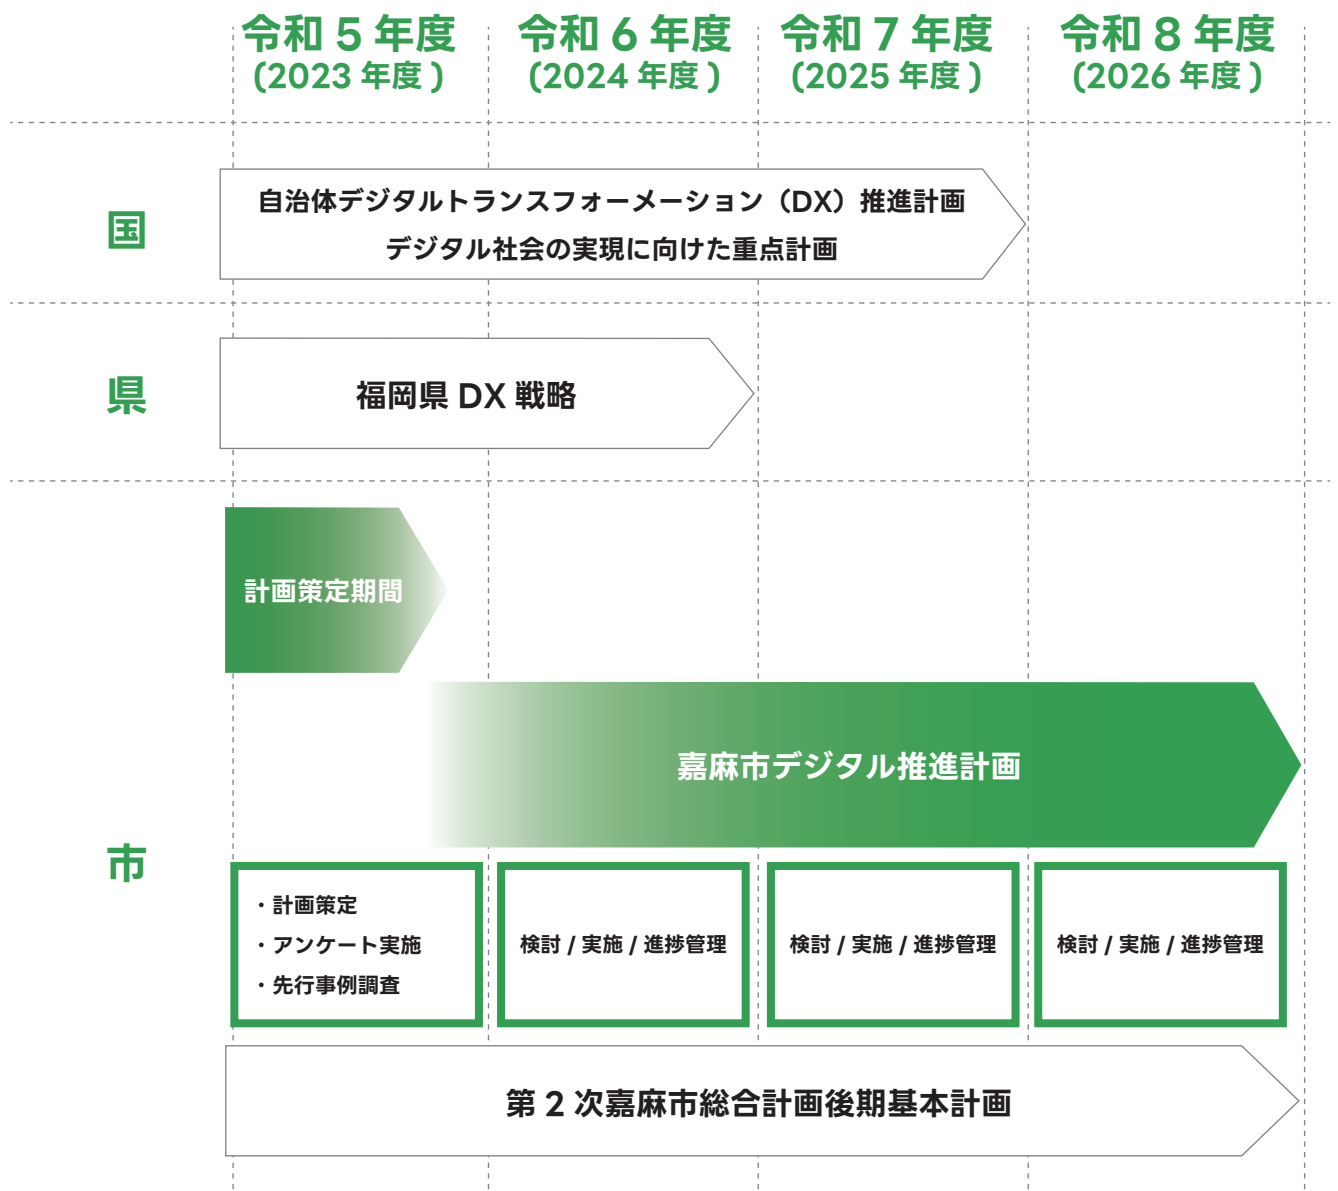 令和 5 年度
(2023 年度 )
令和 6 年度
(2024 年度 )
令和 7 年度
(2025 年度 )
令和 8 年度
(2026 年度 )
国
自治体デジタルトランスフォーメーション（DX）推進計画
デジタル社会の実現に向けた重点計画
県
福岡県 DX 戦略
市
計画策定期間
嘉麻市デジタル推進計画
・計画策定
・アンケート実施
・先行事例調査
検討 / 実施 / 進捗管理
検討 / 実施 / 進捗管理
検討 / 実施 / 進捗管理
第 2 次嘉麻市総合計画後期基本計画